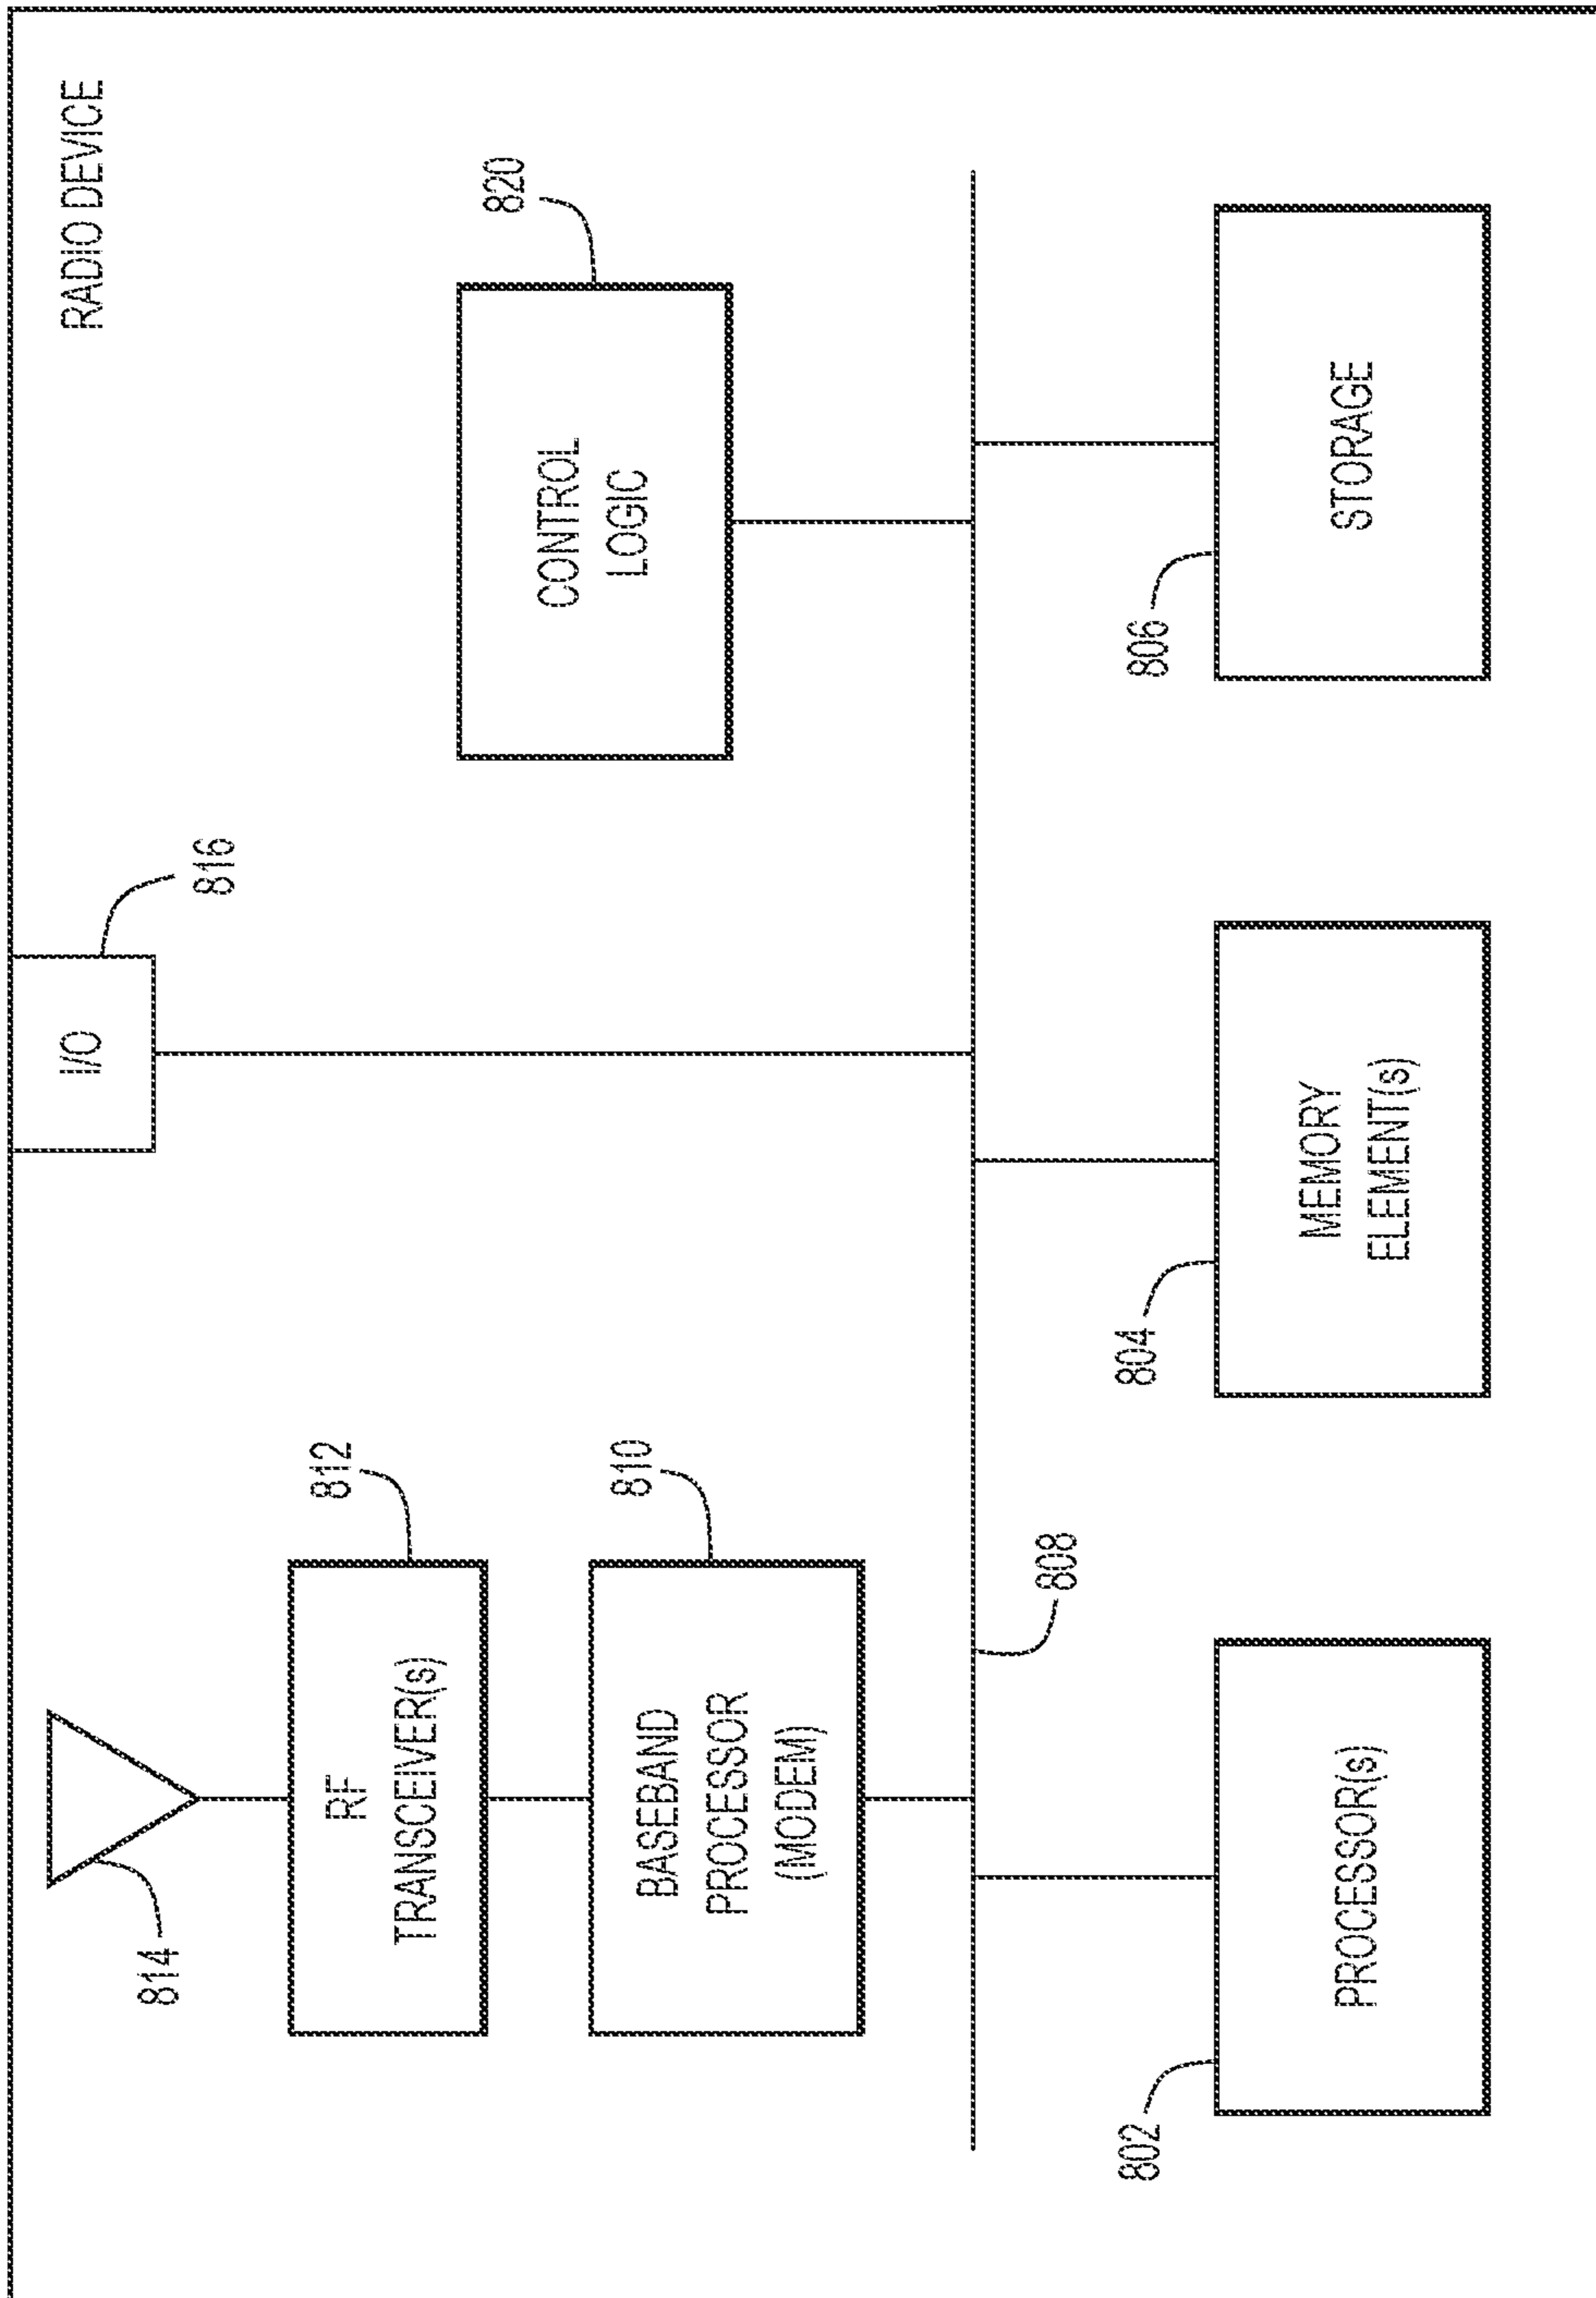 RADIO DEVICE
814
I/O
816
RF
TRANSCEIVER(s)
812
CONTROL
LOGIC
820
BASEBAND
PROCESSOR
(MODEM)
810
808
802
PROCESSOR(s)
804
MEMORY
ELEMENT(s)
806
STORAGE